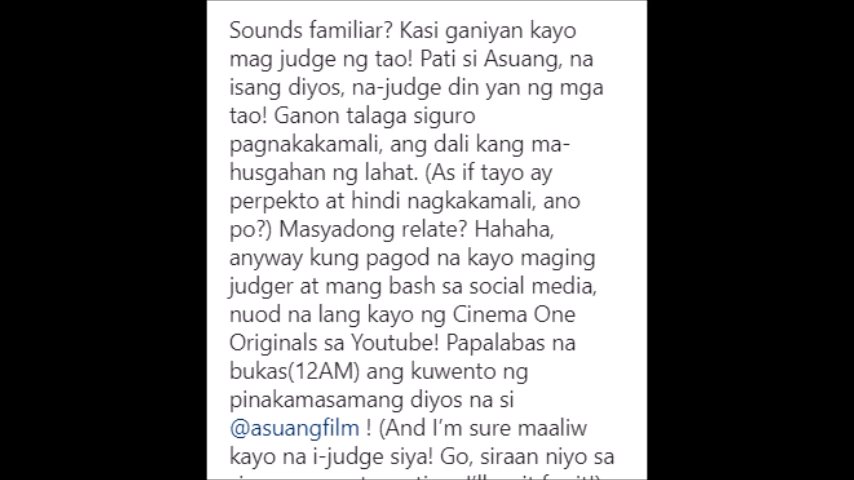 Sounds familiar? Kasi ganiyan kayo
mag judge ng tao! Pati si Asuang, na
isang diyos, na-judge din yan ng mga
tao! Ganon talaga siguro
pagnakakamali, ang dali kang ma-
husgahan ng lahat. (As if tayo ay
perpekto at hindi nagkakamali, ano
po?) Masyadong relate? Hahaha,
anyway kung pagod na kayo maging
judger at mang bash sa social media,
nuod na lang kayo ng Cinema One
Originals sa Youtube! Papalabas na
bukas(12AM) ang kuwento ng
pinakamasamang diyos na si
@asuangfilm ! (And I’m sure maaliw
kayo na i-judge siya! Go, siraan niyo sa